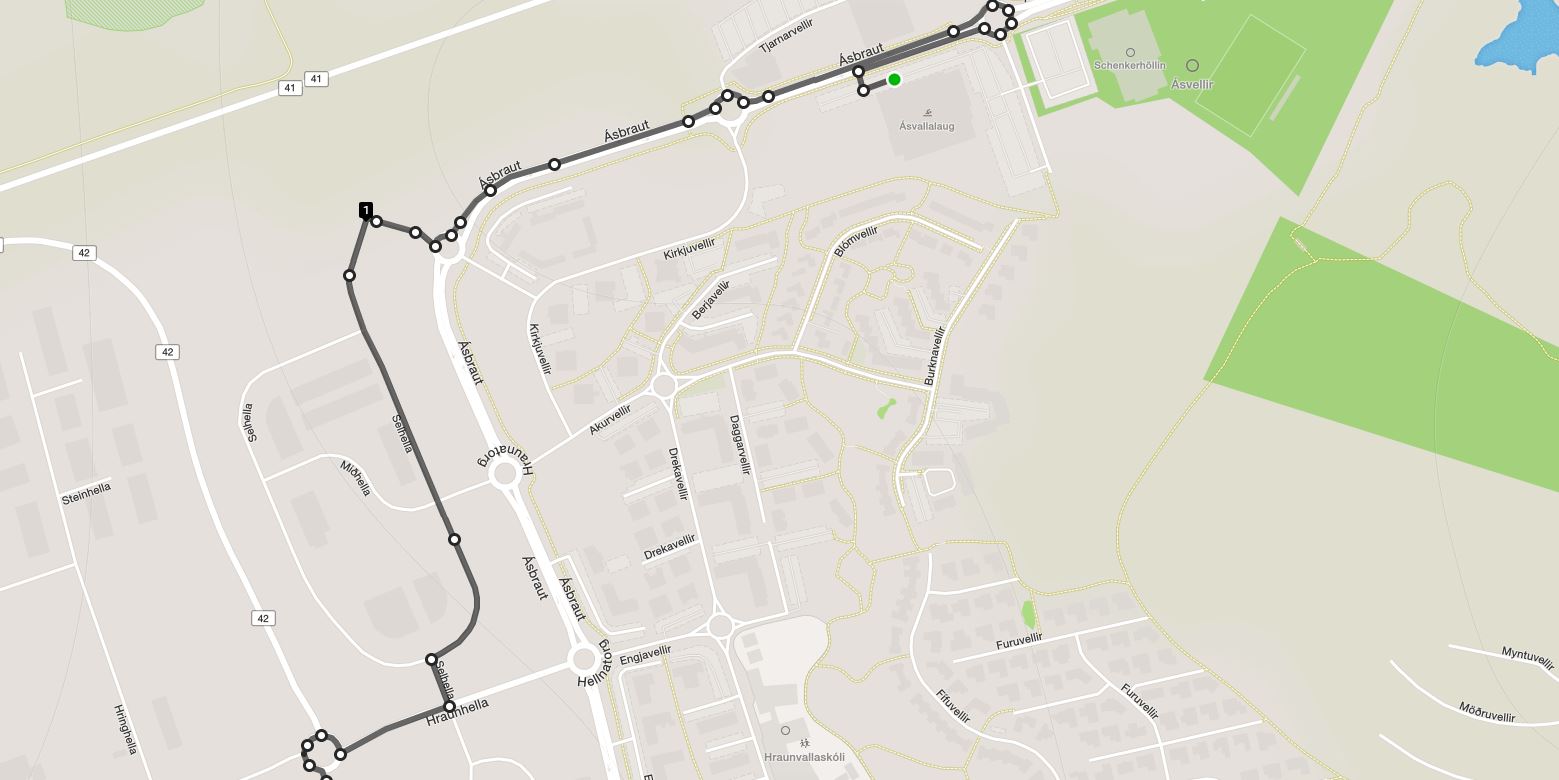 Tjarnarvellir
Ásbraut
Schenkerhöllin
Ásvellir
41
41
Ásvallalaug
Ásbraut
Ásbraut
1
42
Kirkjuvellir
Blómvellir
Berjavellir
Kirkjuvellir
42
Ásbraut
Burknavellir
Selhella
Selhella
Akurvellir
Daggarvellir
Hraunatorg
Drekavellir
Miðhella
Steinhella
Drekavellir
Ásbraut
Ásbraut
42
Furuvellir
Engjavellir
Hellnatorg
Myntuvellir
Selhella
Hraunhella
Fífuvellir
Furuvellir
Möðruvellir
Hringhella
Hraunvallaskóli